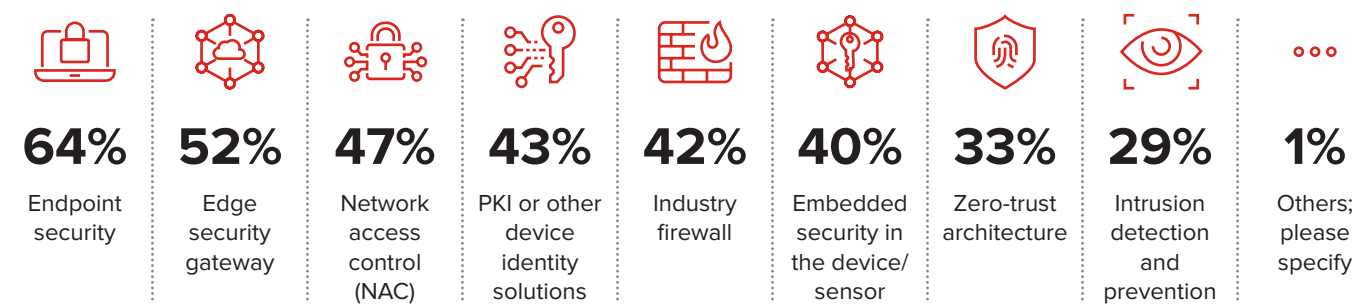 64%
Endpoint
security
52%
Edge
security
gateway
47%
Network
access
control
(NAC)
43%
PKI or other
device
identity
solutions
42%
Industry
firewall
40%
Embedded
security in
the device/
sensor
33%
Zero-trust
architecture
29%
Intrusion
detection
and
prevention
1%
Others;
please
specify